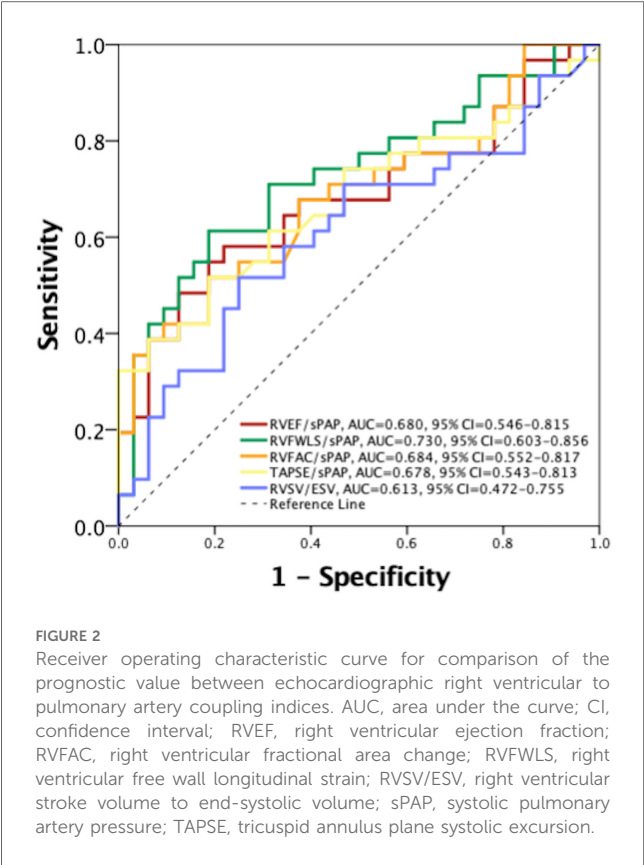 1.0
0.8
0.6
0.4
0.2
0.0
Sensitivity
RVEF/sPAP, AUC=0.680, 95% CI=0.546–0.815
RVFWLS/sPAP, AUC=0.730, 95% CI=0.603–0.856
RVFAC/sPAP, AUC=0.684, 95% CI=0.552–0.817
TAPSE/sPAP, AUC=0.678, 95% CI=0.543–0.813
RVSV/ESV, AUC=0.613, 95% CI=0.472–0.755
Reference Line
0.0 0.2 0.4 0.6 0.8 1.0
1 – Specificity
FIGURE 2
Receiver operating characteristic curve for comparison of the
prognostic value between echocardiographic right ventricular to
pulmonary artery coupling indices. AUC, area under the curve; CI,
confidence interval; RVEF, right ventricular ejection fraction;
RVFAC, right ventricular fractional area change; RVFWLS, right
ventricular free wall longitudinal strain; RVSV/ESV, right ventricular
stroke volume to end-systolic volume; sPAP, systolic pulmonary
artery pressure; TAPSE, tricuspid annulus plane systolic excursion.